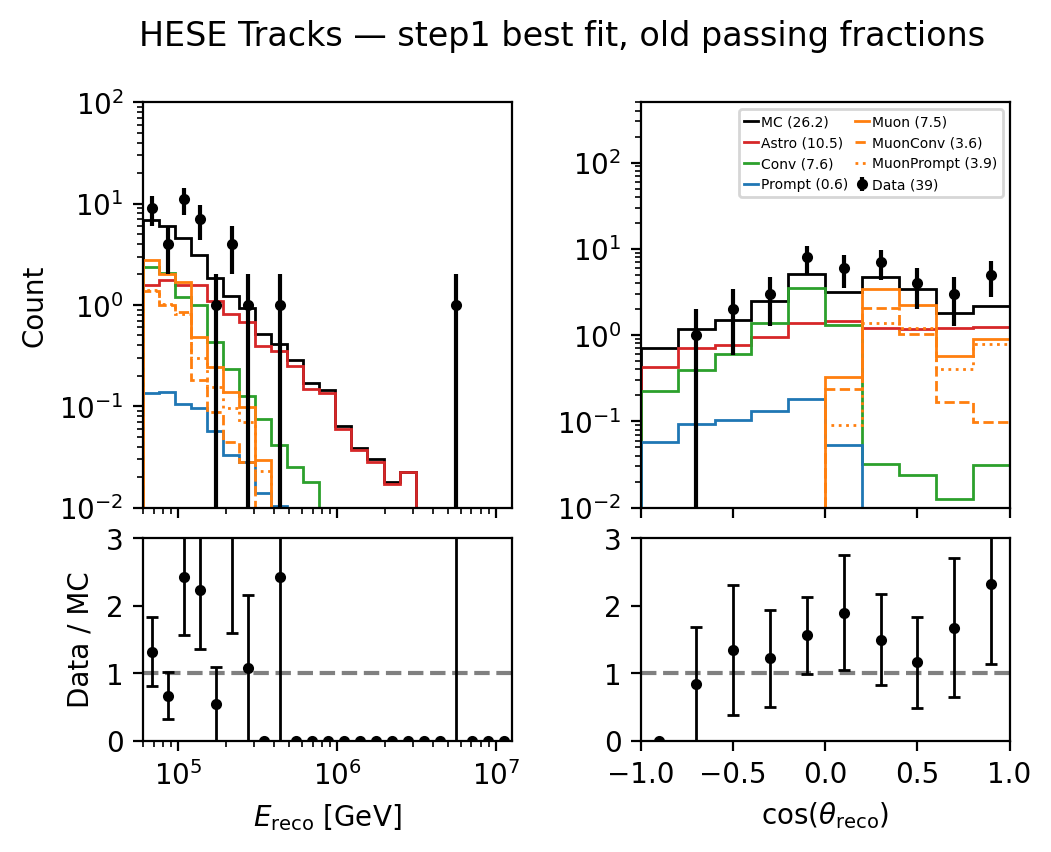 HESE Tracks — step1 best fit, old passing fractions
Count
10²
10¹
10⁰
10⁻¹
10⁻²
10²
10¹
10⁰
10⁻¹
10⁻²
MC (26.2)
Astro (10.5)
Conv (7.6)
Prompt (0.6)
Muon (7.5)
MuonConv (3.6)
MuonPrompt (3.9)
Data (39)
Data / MC
3
2
1
0
10⁵ 10⁶ 10⁷
E_reco [GeV]
3
2
1
0
−1.0 −0.5 0.0 0.5 1.0
cos(θ_reco)